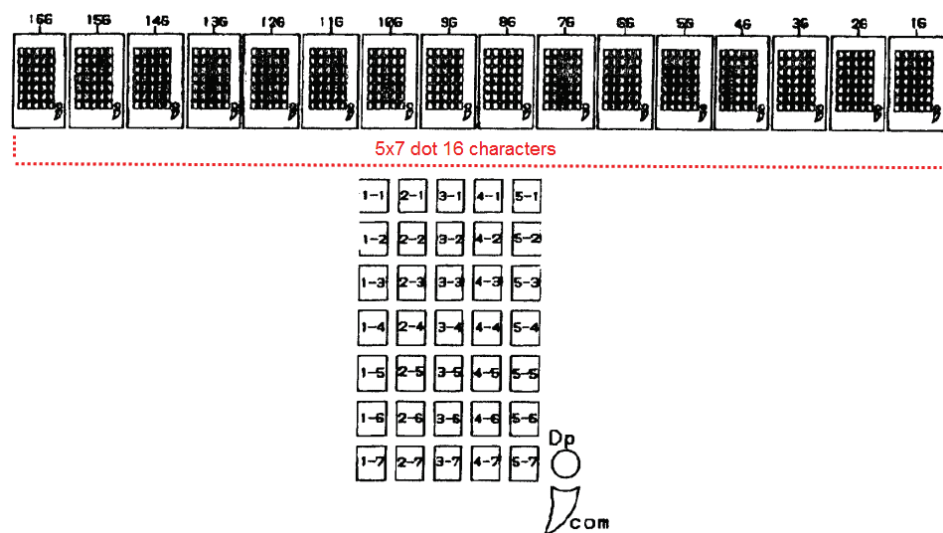 16G 15G 14G 13G 12G 11G 10G 9G 8G 7G 6G 5G 4G 3G 2G 1G
5x7 dot 16 characters
1-1 2-1 3-1 4-1 5-1
1-2 2-2 3-2 4-2 5-2
1-3 2-3 3-3 4-3 5-3
1-4 2-4 3-4 4-4 5-4
1-5 2-5 3-5 4-5 5-5
1-6 2-6 3-6 4-6 5-6
Dp
1-7 2-7 3-7 4-7 5-7
com